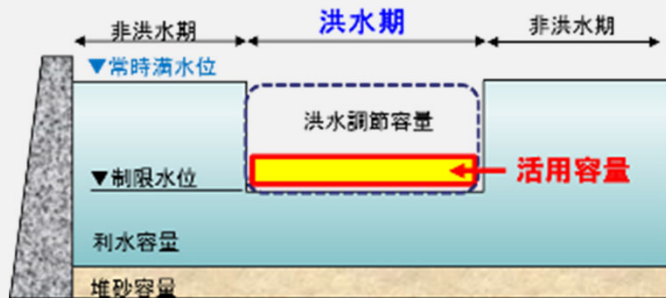 非洪水期
洪水期
非洪水期
▼常時満水位
洪水調節容量
活用容量
▼制限水位
利水容量
堆砂容量